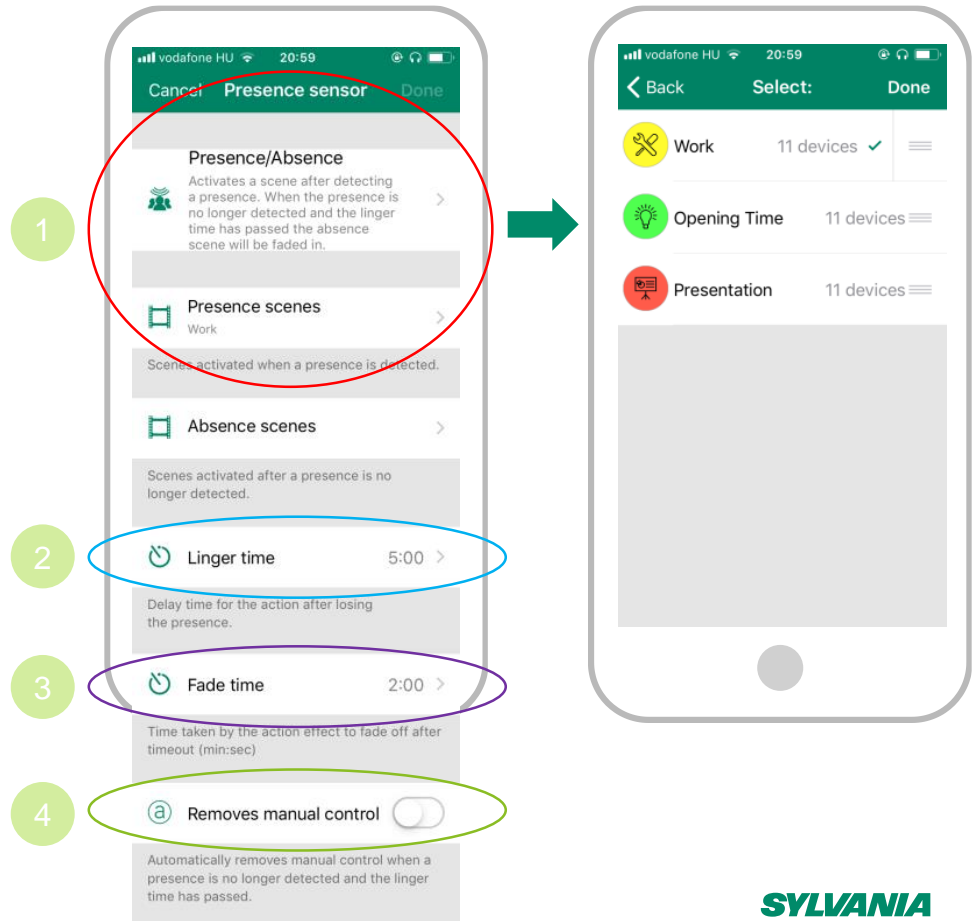 vodafone HU 20:59
Cancel Presence sensor Done
Presence/Absence
Activates a scene after detecting
a presence. When the presence is
no longer detected and the linger
time has passed the absence
scene will be faded in.
1
Presence scenes
Work
Scenes activated when a presence is detected.
Absence scenes
Scenes activated after a presence is no
longer detected.
2
Linger time 5:00
Delay time for the action after losing
the presence.
3
Fade time 2:00
Time taken by the action effect to fade off after
timeout (min:sec)
4
a Removes manual control
Automatically removes manual control when a
presence is no longer detected and the linger
time has passed.
vodafone HU 20:59
Back Select: Done
Work 11 devices
Opening Time 11 devices
Presentation 11 devices
SYLVANIA